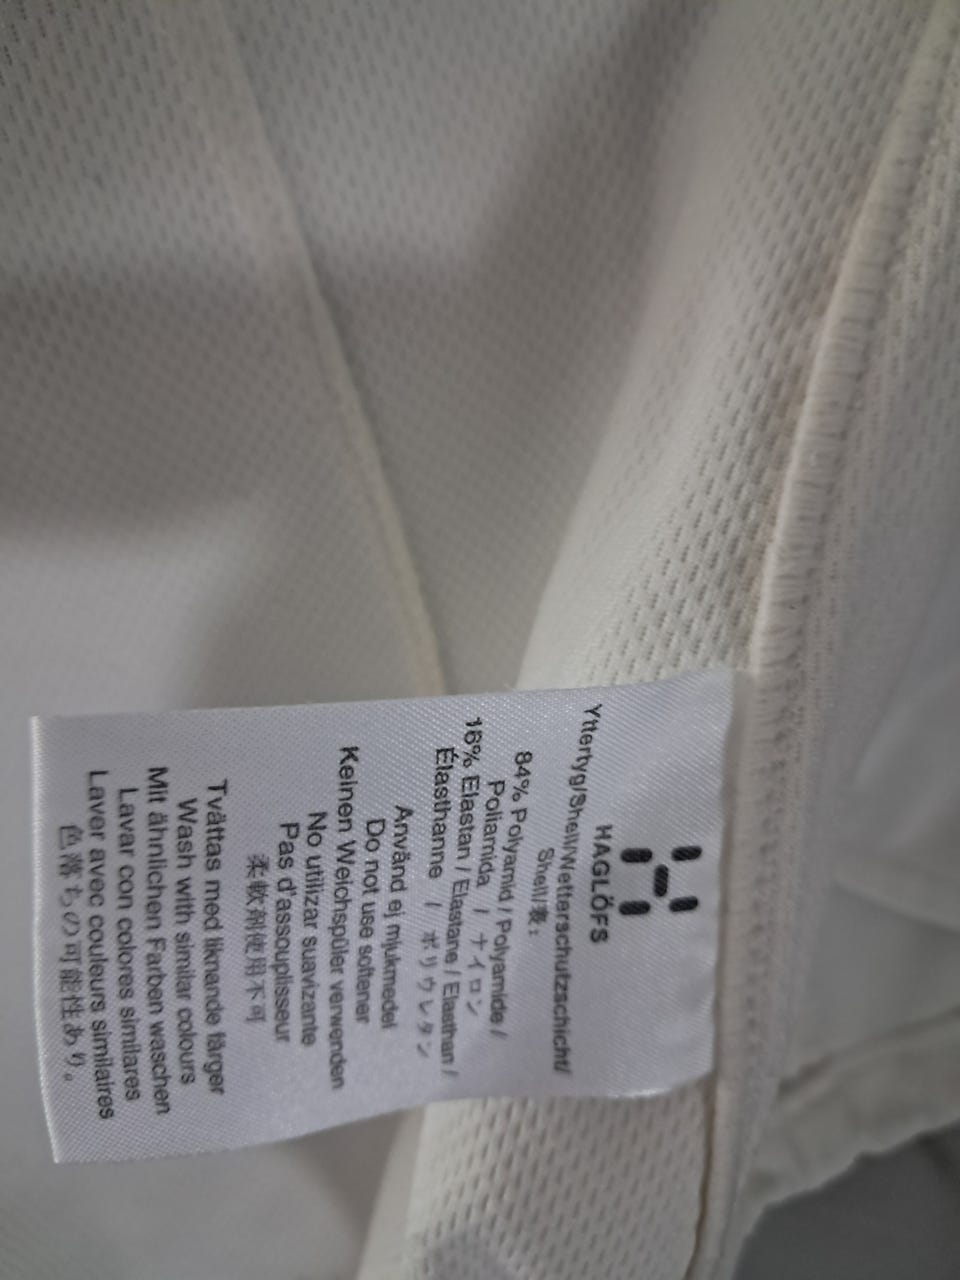 HAGLÖFS
Yttertyg/Shell/Wetterschutzschicht/
Shell/表:
84% Polyamid / Polyamide /
Poliamida / ナイロン
16% Elastan / Elastane / Elasthan /
Élasthanne / ポリウレタン
Använd ej mjukmedel
Do not use softener
Keinen Weichspüler verwenden
No utilizar suavizante
Pas d'assouplisseur
柔軟剤使用不可
Tvättas med liknande färger
Wash with similar colours
Mit ähnlichen Farben waschen
Lavar con colores similares
Laver avec couleurs similaires
色落ちの可能性あり。